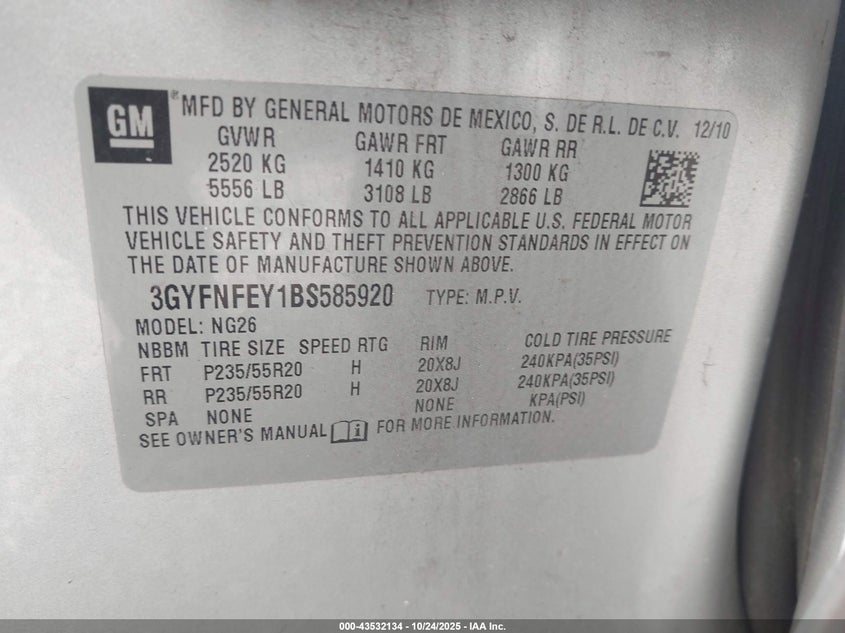 GM ® MFD BY GENERAL MOTORS DE MEXICO, S. DE R.L. DE C.V. 12/10
GVWR GAWR FRT GAWR RR
2520 KG 1410 KG 1300 KG
5556 LB 3108 LB 2866 LB
THIS VEHICLE CONFORMS TO ALL APPLICABLE U.S. FEDERAL MOTOR
VEHICLE SAFETY AND THEFT PREVENTION STANDARDS IN EFFECT ON
THE DATE OF MANUFACTURE SHOWN ABOVE.
3GYFNFEY1BS585920 TYPE: M.P.V.
MODEL: NG26
NBBM TIRE SIZE SPEED RTG RIM COLD TIRE PRESSURE
FRT P235/55R20 H 20X8J 240KPA(35PSI)
RR P235/55R20 H 20X8J 240KPA(35PSI)
SPA NONE NONE KPA(PSI)
SEE OWNER'S MANUAL FOR MORE INFORMATION.
000-43532134 - 10/24/2025 - IAA Inc.